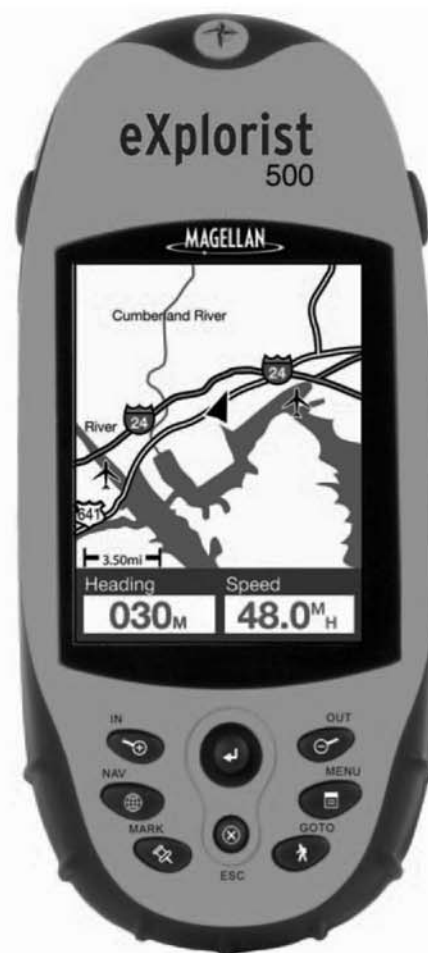 eXplorist
500
MAGELLAN
Cumberland River
24
24
River
641
3.50mi
Heading Speed
030M 48.0MH
IN OUT
NAV MENU
MARK GOTO
ESC